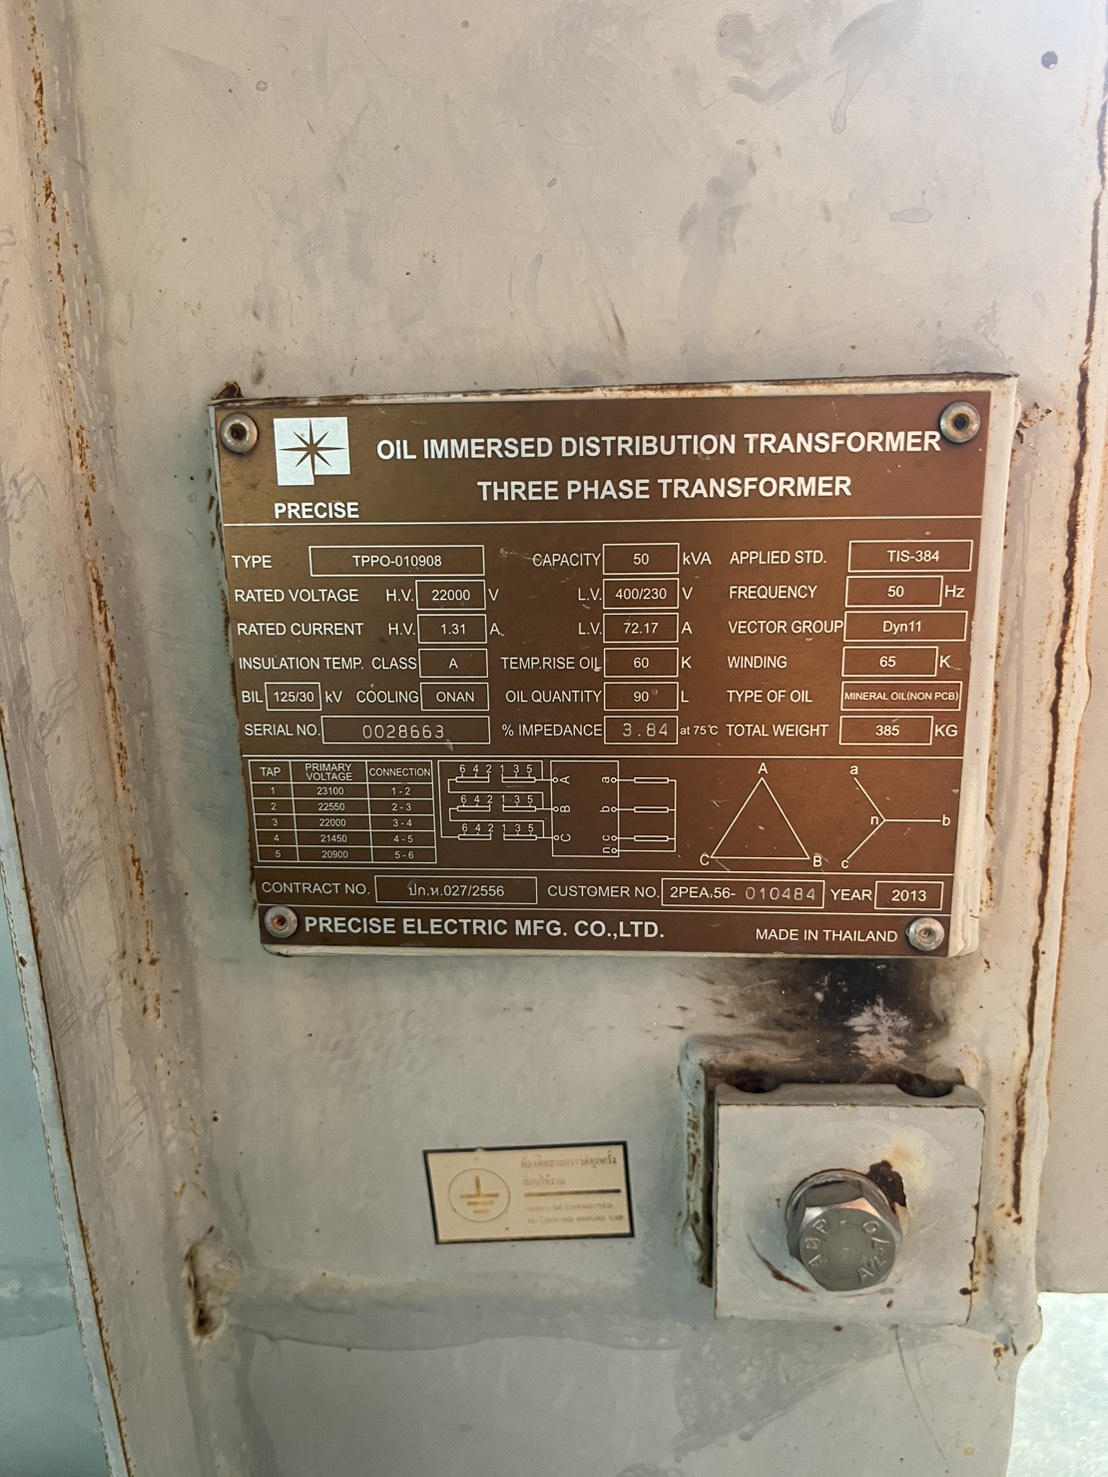 PRECISE
OIL IMMERSED DISTRIBUTION TRANSFORMER
THREE PHASE TRANSFORMER
TYPE TPPO-010908 CAPACITY 50 kVA APPLIED STD. TIS-384
RATED VOLTAGE H.V. 22000 V L.V. 400/230 V FREQUENCY 50 Hz
RATED CURRENT H.V. 1.31 A L.V. 72.17 A VECTOR GROUP Dyn11
INSULATION TEMP. CLASS A TEMP.RISE OIL 60 K WINDING 65 K
BIL 125/30 kV COOLING ONAN OIL QUANTITY 90 L TYPE OF OIL MINERAL OIL(NON PCB)
SERIAL NO. 0028663 % IMPEDANCE 3.84 at 75°C TOTAL WEIGHT 385 KG
TAP PRIMARY VOLTAGE CONNECTION
1 23100 1-2
2 22550 2-3
3 22000 3-4
4 21450 4-5
5 20900 5-6
6 4 2 1 3 5 A a
6 4 2 1 3 5 B b
6 4 2 1 3 5 C c
n
A
C B
a
n b
c
CONTRACT NO. ปก.ห.027/2556 CUSTOMER NO. 2PEA.56- 010484 YEAR 2013
PRECISE ELECTRIC MFG. CO.,LTD. MADE IN THAILAND